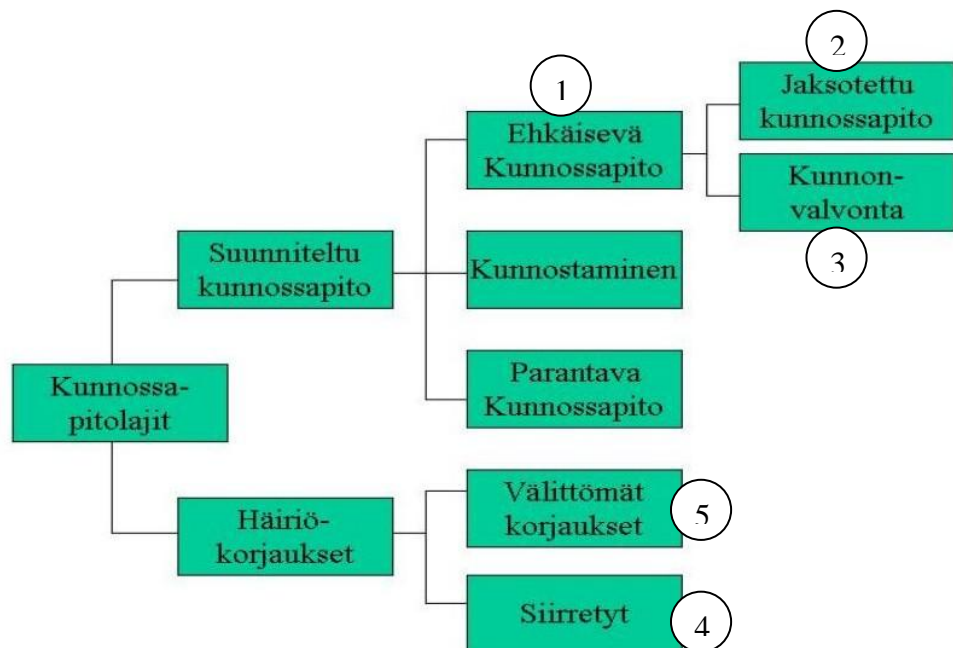 2
Jaksotettu
kunnossapito
1
Ehkäisevä
Kunnossapito
Kunnon-
valvonta
3
Suunniteltu
kunnossapito
Kunnostaminen
Kunnossa-
pitolajit
Parantava
Kunnossapito
Häiriö-
korjaukset
Välittömät
korjaukset
5
Siirretyt
4